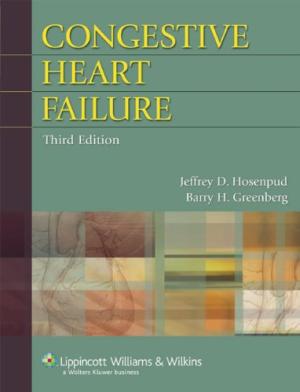 CONGESTIVE
HEART
FAILURE
Third Edition
Jeffrey D. Hosenpud
Barry H. Greenberg
Lippincott Williams & Wilkins
a Wolters Kluwer business